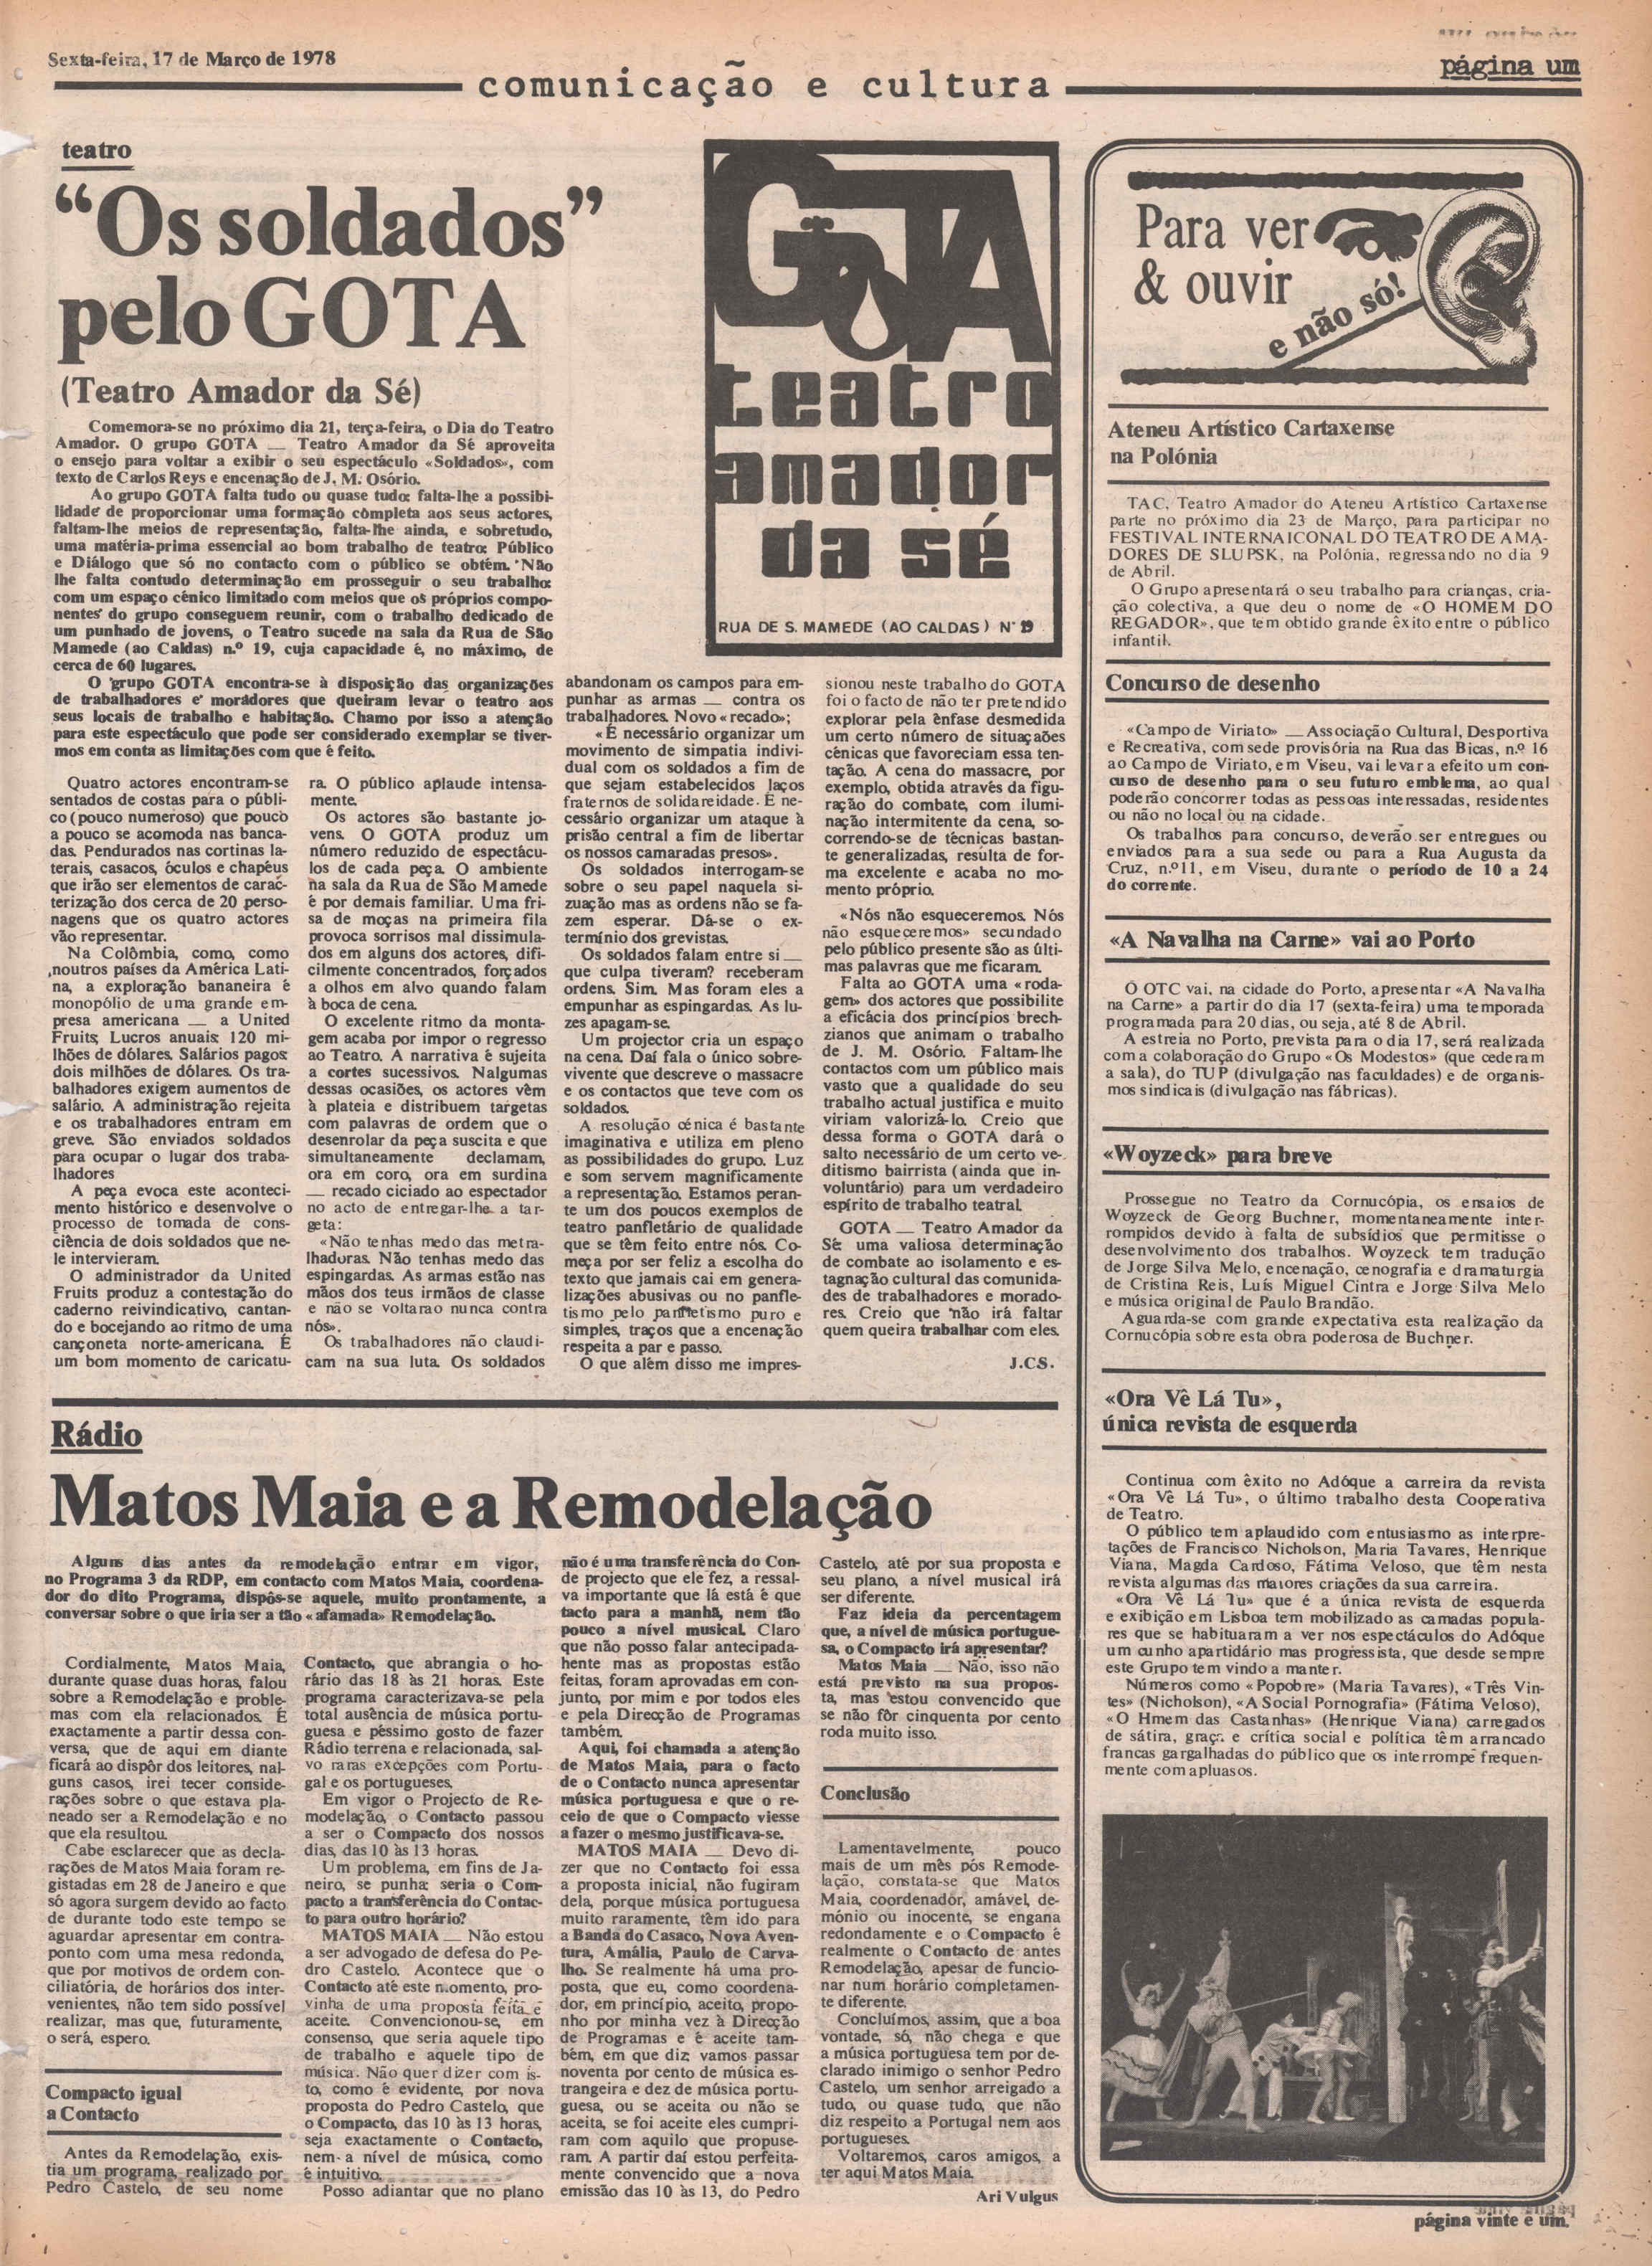 Sexta-feira, 17 de Março de 1978
comunicação e cultura
página um
teatro
“Os soldados”
pelo GOTA
(Teatro Amador da Sé)
Comemora-se no próximo dia 21, terça-feira, o Dia do Teatro
Amador. O grupo GOTA — Teatro Amador da Sé aproveita
o ensejo para voltar a exibir o seu espectáculo «Soldados», com
texto de Carlos Reys e encenação de J. M. Osório.
Ao grupo GOTA falta tudo ou quase tudo: falta-lhe a possibi-
lidade de proporcionar uma formação completa aos seus actores,
faltam-lhe meios de representação, falta-lhe ainda, e sobretudo,
uma matéria-prima essencial ao bom trabalho de teatro: Público
e Diálogo que só no contacto com o público se obtém. Não
lhe falta contudo determinação em prosseguir o seu trabalho:
com um espaço cénico limitado com meios que os próprios compo-
nentes do grupo conseguem reunir, com o trabalho dedicado de
um punhado de jovens, o Teatro sucede na sala da Rua de São
Mamede (ao Caldas) n.º 19, cuja capacidade é, no máximo, de
cerca de 60 lugares.
O grupo GOTA encontra-se à disposição das organizações
de trabalhadores e moradores que queiram levar o teatro aos
seus locais de trabalho e habitação. Chamo por isso a atenção
para este espectáculo que pode ser considerado exemplar se tiver-
mos em conta as limitações com que é feito.
Quatro actores encontram-se
sentados de costas para o públi-
co (pouco numeroso) que pouco
a pouco se acomoda nas banca-
das. Pendurados nas cortinas la-
terais, casacos, óculos e chapéus
que irão ser elementos de carac-
terização dos cerca de 20 perso-
nagens que os quatro actores
vão representar.
Na Colômbia, como, como
noutros países da América Lati-
na, a exploração bananeira é
monopólio de uma grande em-
presa americana — a United
Fruits; Lucros anuais: 120 mi-
lhões de dólares. Salários pagos:
dois milhões de dólares. Os tra-
balhadores exigem aumentos de
salário. A administração rejeita
e os trabalhadores entram em
greve. São enviados soldados
para ocupar o lugar dos traba-
lhadores
A peça evoca este aconteci-
mento histórico e desenvolve o
processo de tomada de cons-
ciência de dois soldados que ne-
le intervieram.
O administrador da United
Fruits produz a contestação do
caderno reivindicativo, cantan-
do e bocejando ao ritmo de uma
cançoneta norte-americana. É
um bom momento de caricatu-
ra. O público aplaude intensa-
mente.
Os actores são bastante jo-
vens. O GOTA produz um
número reduzido de espectácu-
los de cada peça. O ambiente
na sala da Rua de São Mamede
é por demais familiar. Uma fri-
sa de moças na primeira fila
provoca sorrisos mal dissimula-
dos em alguns dos actores, difi-
cilmente concentrados, forçados
a olhos em alvo quando falam
à boca de cena.
O excelente ritmo da monta-
gem acaba por impor o regresso
ao Teatro. A narrativa é sujeita
a cortes sucessivos. Nalgumas
dessas ocasiões, os actores vêm
à plateia e distribuem targetas
com palavras de ordem que o
desenrolar da peça suscita e que
simultaneamente declamam,
ora em coro, ora em surdina
— recado ciciado ao espectador
no acto de entregar-lhe a tar-
geta:
«Não tenhas medo das metra-
lhadoras. Não tenhas medo das
espingardas. As armas estão nas
mãos dos teus irmãos de classe
e não se voltarao nunca contra
nós».
Os trabalhadores não claudi-
cam na sua luta. Os soldados
abandonam os campos para em-
punhar as armas — contra os
trabalhadores. Novo «recado»;
«É necessário organizar um
movimento de simpatia indivi-
dual com os soldados a fim de
que sejam estabelecidos laços
fraternos de solidareidade. É ne-
cessário organizar um ataque à
prisão central a fim de libertar
os nossos camaradas presos».
Os soldados interrogam-se
sobre o seu papel naquela si-
zuação mas as ordens não se fa-
zem esperar. Dá-se o ex-
termínio dos grevistas.
Os soldados falam entre si —
que culpa tiveram? receberam
ordens. Sim. Mas foram eles a
empunhar as espingardas. As lu-
zes apagam-se.
Um projector cria un espaço
na cena. Daí fala o único sobre-
vivente que descreve o massacre
e os contactos que teve com os
soldados.
A resolução cénica é bastante
imaginativa e utiliza em pleno
as possibilidades do grupo. Luz
e som servem magnificamente
a representação. Estamos peran-
te um dos poucos exemplos de
teatro panfletário de qualidade
que se têm feito entre nós. Co-
meça por ser feliz a escolha do
texto que jamais cai em genera-
lizações abusivas ou no panfle-
tismo pelo panfletismo puro e
simples, traços que a encenação
respeita a par e passo.
O que além disso me impres-
GOTA
teatro
amador
da sé
RUA DE S. MAMEDE (AO CALDAS) Nº 19
sionou neste trabalho do GOTA
foi o facto de não ter pretendido
explorar pela ênfase desmedida
um certo número de situaçaões
cénicas que favoreciam essa ten-
tação. A cena do massacre, por
exemplo, obtida através da figu-
ração do combate, com ilumi-
nação intermitente da cena, so-
correndo-se de técnicas bastan-
te generalizadas, resulta de for-
ma excelente e acaba no mo-
mento próprio.
«Nós não esqueceremos. Nós
não esqueceremos» secundado
pelo público presente são as últi-
mas palavras que me ficaram.
Falta ao GOTA uma «roda-
gem» dos actores que possibilite
a eficácia dos princípios brech-
zianos que animam o trabalho
de J. M. Osório. Faltam-lhe
contactos com um público mais
vasto que a qualidade do seu
trabalho actual justifica e muito
viriam valorizá-lo. Creio que
dessa forma o GOTA dará o
salto necessário de um certo ve-
ditismo bairrista (ainda que in-
voluntário) para um verdadeiro
espírito de trabalho teatral.
GOTA — Teatro Amador da
Sé: uma valiosa determinação
de combate ao isolamento e es-
tagnação cultural das comunida-
des de trabalhadores e morado-
res. Creio que não irá faltar
quem queira trabalhar com eles.
J.CS.
Rádio
Matos Maia e a Remodelação
Alguns dias antes da remodelação entrar em vigor,
no Programa 3 da RDP, em contacto com Matos Maia, coordena-
dor do dito Programa, dispôs-se aquele, muito prontamente, a
conversar sobre o que iria ser a tão «afamada» Remodelação.
Cordialmente, Matos Maia,
durante quase duas horas, falou
sobre a Remodelação e proble-
mas com ela relacionados. É
exactamente a partir dessa con-
versa, que de aqui em diante
ficará ao dispôr dos leitores, nal-
guns casos, irei tecer conside-
rações sobre o que estava pla-
neado ser a Remodelação e no
que ela resultou.
Cabe esclarecer que as decla-
rações de Matos Maia foram re-
gistadas em 28 de Janeiro e que
só agora surgem devido ao facto
de durante todo este tempo se
aguardar apresentar em contra-
ponto com uma mesa redonda,
que por motivos de ordem con-
ciliatória, de horários dos inter-
venientes, não tem sido possível
realizar, mas que, futuramente,
o será, espero.
Compacto igual
a Contacto
Antes da Remodelação, exis-
tia um programa, realizado por
Pedro Castelo, de seu nome
Contacto, que abrangia o ho-
rário das 18 às 21 horas. Este
programa caracterizava-se pela
total ausência de música portu-
guesa e péssimo gosto de fazer
Rádio terrena e relacionada, sal-
vo raras excepções com Portu-
gal e os portugueses.
Em vigor o Projecto de Re-
modelação, o Contacto passou
a ser o Compacto dos nossos
dias, das 10 às 13 horas.
Um problema, em fins de Ja-
neiro, se punha: seria o Com-
pacto a transferência do Contac-
to para outro horário?
MATOS MAIA — Não estou
a ser advogado de defesa do Pe-
dro Castelo. Acontece que o
Contacto até este momento, pro-
vinha de uma proposta feita e
aceite. Convencionou-se, em
consenso, que seria aquele tipo
de trabalho e aquele tipo de
música. Não quer dizer com is-
to, como é evidente, por nova
proposta do Pedro Castelo, que
o Compacto, das 10 às 13 horas,
seja exactamente o Contacto,
nem a nível de música, como
é intuitivo.
Posso adiantar que no plano
não é uma transferência do Con-
de projecto que ele fez, a ressal-
va importante que lá está é que
tacto para a manhã, nem tão
pouco a nível musical. Claro
que não posso falar antecipada-
hente mas as propostas estão
feitas, foram aprovadas em con-
junto, por mim e por todos eles
e pela Direcção de Programas
também.
Aqui, foi chamada a atenção
de Matos Maia, para o facto
de o Contacto nunca apresentar
música portuguesa e que o re-
ceio de que o Compacto viesse
a fazer o mesmo justificava-se.
MATOS MAIA — Devo di-
zer que no Contacto foi essa
a proposta inicial, não fugiram
dela, porque música portuguesa
muito raramente, têm ido para
a Banda do Casaco, Nova Aven-
tura, Amália, Paulo de Carva-
lho. Se realmente há uma pro-
posta, que eu, como coordena-
dor, em princípio, aceito, propo-
nho por minha vez à Direcção
de Programas e é aceite tam-
bém, em que diz: vamos passar
noventa por cento de música es-
trangeira e dez de música portu-
guesa, ou se aceita ou não se
aceita, se foi aceite eles cumpri-
ram com aquilo que propuse-
ram. A partir daí estou perfeita-
mente convencido que a nova
emissão das 10 às 13, do Pedro
Castelo, até por sua proposta e
seu plano, a nível musical irá
ser diferente.
Faz ideia da percentagem
que, a nível de música portugue-
sa, o Compacto irá apresentar?
Matos Maia — Não, isso não
está previsto na sua propos-
ta, mas estou convencido que
se não fôr cinquenta por cento
roda muito isso.
Conclusão
Lamentavelmente, pouco
mais de um mês pós Remode-
lação, constata-se que Matos
Maia, coordenador, amável, de-
mónio ou inocente, se engana
redondamente e o Compacto é
realmente o Contacto de antes
Remodelação, apesar de funcio-
nar num horário completamen-
te diferente.
Concluímos, assim, que a boa
vontade, só, não chega e que
a música portuguesa tem por de-
clarado inimigo o senhor Pedro
Castelo, um senhor arreigado a
tudo, ou quase tudo, que não
diz respeito a Portugal nem aos
portugueses.
Voltaremos, caros amigos, a
ter aqui Matos Maia.
Ari Vulgus
Para ver
& ouvir
e não só!
Ateneu Artístico Cartaxense
na Polónia
TAC, Teatro Amador do Ateneu Artístico Cartaxense
parte no próximo dia 23 de Março, para participar no
FESTIVAL INTERNAICONAL DO TEATRO DE AMA-
DORES DE SLUPSK, na Polónia, regressando no dia 9
de Abril.
O Grupo apresentará o seu trabalho para crianças, cria-
ção colectiva, a que deu o nome de «O HOMEM DO
REGADOR», que tem obtido grande êxito entre o público
infantil.
Concurso de desenho
«Campo de Viriato» — Associação Cultural, Desportiva
e Recreativa, com sede provisória na Rua das Bicas, n.º 16
ao Campo de Viriato, em Viseu, vai levar a efeito um con-
curso de desenho para o seu futuro emblema, ao qual
poderão concorrer todas as pessoas interessadas, residentes
ou não no local ou na cidade.
Os trabalhos para concurso, deverão ser entregues ou
enviados para a sua sede ou para a Rua Augusta da
Cruz, n.º 11, em Viseu, durante o período de 10 a 24
do corrente.
«A Navalha na Carne» vai ao Porto
O OTC vai, na cidade do Porto, apresentar «A Navalha
na Carne» a partir do dia 17 (sexta-feira) uma temporada
programada para 20 dias, ou seja, até 8 de Abril.
A estreia no Porto, prevista para o dia 17, será realizada
com a colaboração do Grupo «Os Modestos» (que cederam
a sala), do TUP (divulgação nas faculdades) e de organis-
mos sindicais (divulgação nas fábricas).
«Woyzeck» para breve
Prossegue no Teatro da Cornucópia, os ensaios de
Woyzeck de Georg Buchner, momentaneamente inter-
rompidos devido à falta de subsídios que permitisse o
desenvolvimento dos trabalhos. Woyzeck tem tradução
de Jorge Silva Melo, encenação, cenografia e dramaturgia
de Cristina Reis, Luís Miguel Cintra e Jorge Silva Melo
e música original de Paulo Brandão.
Aguarda-se com grande expectativa esta realização da
Cornucópia sobre esta obra poderosa de Buchner.
«Ora Vê Lá Tu»,
única revista de esquerda
Continua com êxito no Adóque a carreira da revista
«Ora Vê Lá Tu», o último trabalho desta Cooperativa
de Teatro.
O público tem aplaudido com entusiasmo as interpre-
tações de Francisco Nicholson, Maria Tavares, Henrique
Viana, Magda Cardoso, Fátima Veloso, que têm nesta
revista algumas das maiores criações da sua carreira.
«Ora Vê Lá Tu» que é a única revista de esquerda
e exibição em Lisboa tem mobilizado as camadas popula-
res que se habituaram a ver nos espectáculos do Adóque
um cunho apartidário mas progressista, que desde sempre
este Grupo tem vindo a manter.
Números como «Popobre» (Maria Tavares), «Três Vin-
tes» (Nicholson), «A Social Pornografia» (Fátima Veloso),
«O Hmem das Castanhas» (Henrique Viana) carregados
de sátira, graça e crítica social e política têm arrancado
francas gargalhadas do público que os interrompe frequen-
mente com apluasos.
página vinte e um